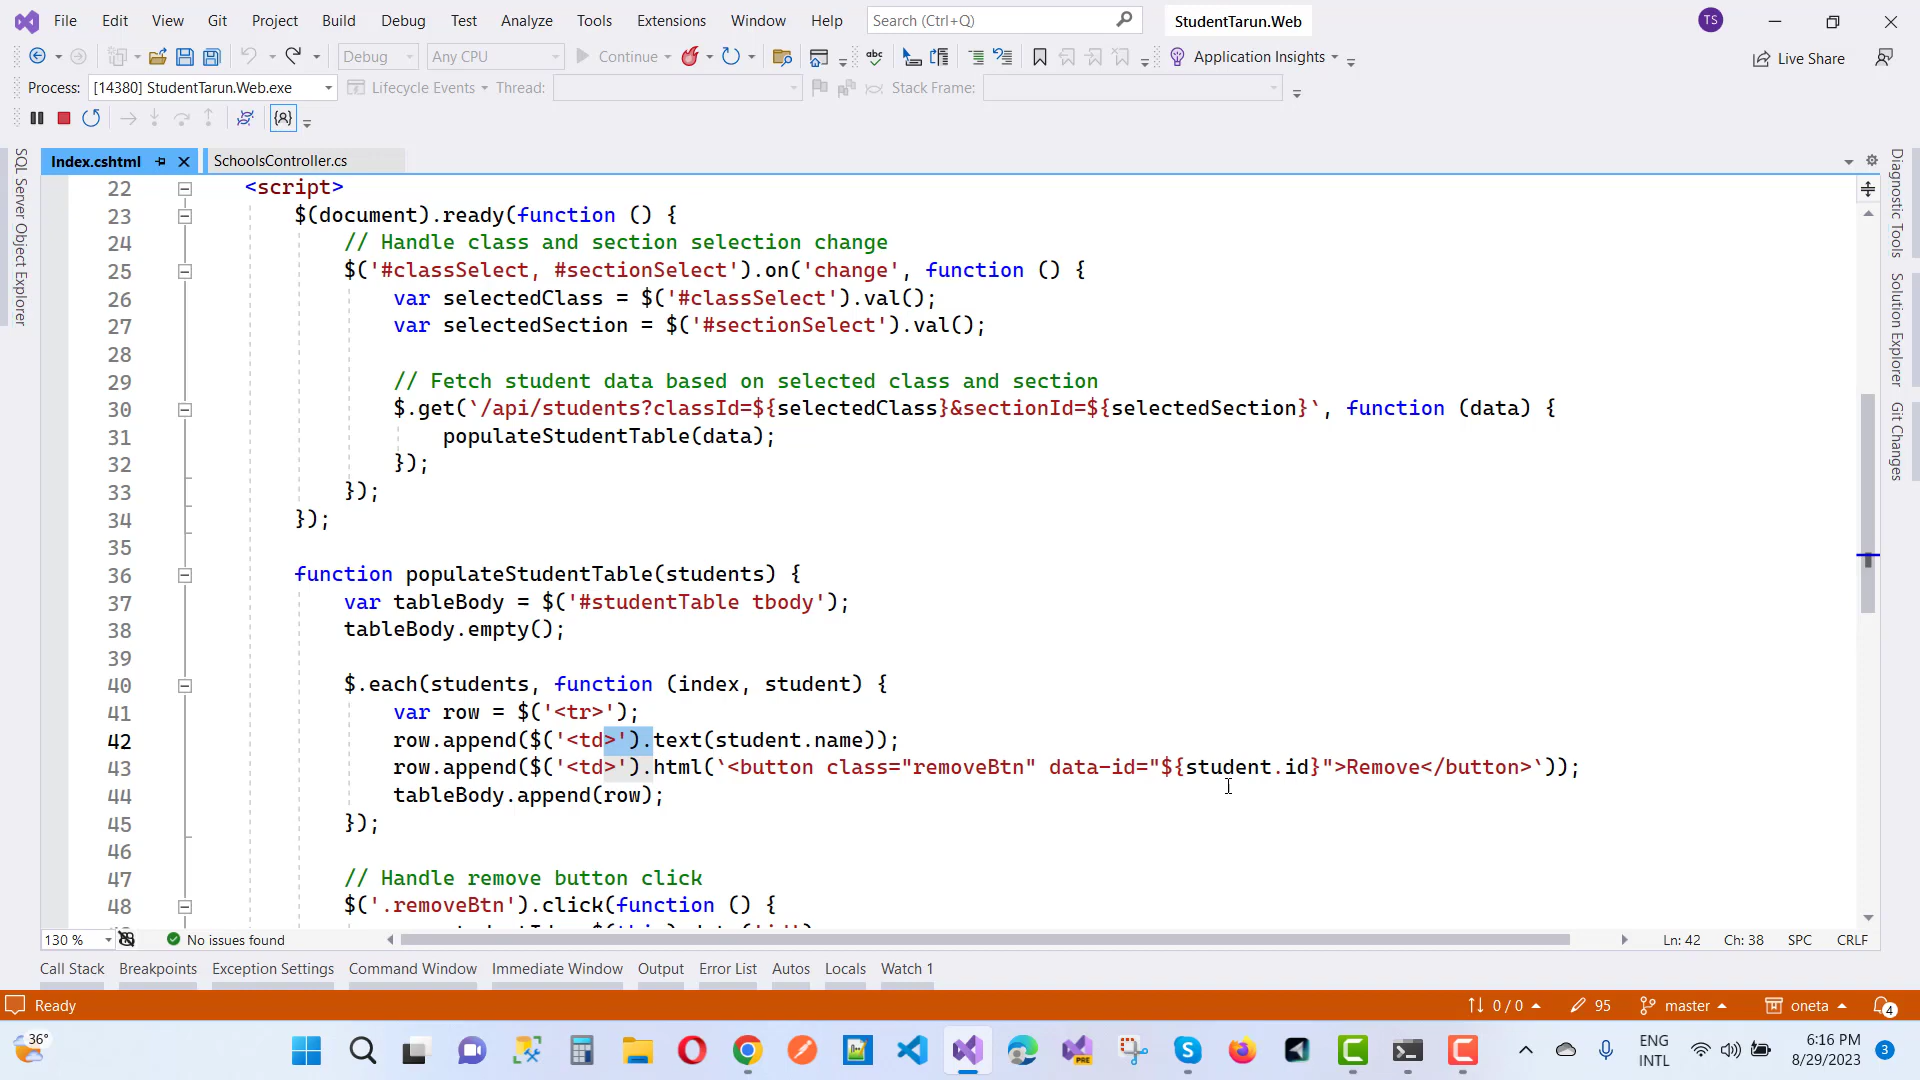 File Edit View Git Project Build Debug Test Analyze Tools Extensions Window Help Search (Ctrl+Q) StudentTarun.Web TS
Debug Any CPU Continue Application Insights Live Share
Process: [14380] StudentTarun.Web.exe Lifecycle Events Thread: Stack Frame:
Index.cshtml SchoolsController.cs
SQL Server Object Explorer
Diagnostic Tools
Solution Explorer
Git Changes
22 <script>
23 $(document).ready(function () {
24 // Handle class and section selection change
25 $('#classSelect, #sectionSelect').on('change', function () {
26 var selectedClass = $('#classSelect').val();
27 var selectedSection = $('#sectionSelect').val();
28
29 // Fetch student data based on selected class and section
30 $.get(`/api/students?classId=${selectedClass}&sectionId=${selectedSection}`, function (data) {
31 populateStudentTable(data);
32 });
33 });
34 });
35
36 function populateStudentTable(students) {
37 var tableBody = $('#studentTable tbody');
38 tableBody.empty();
39
40 $.each(students, function (index, student) {
41 var row = $('<tr>');
42 row.append($('<td>').text(student.name));
43 row.append($('<td>').html(`<button class="removeBtn" data-id="${student.id}">Remove</button>`));
44 tableBody.append(row);
45 });
46
47 // Handle remove button click
48 $('.removeBtn').click(function () {
130 % No issues found Ln: 42 Ch: 38 SPC CRLF
Call Stack Breakpoints Exception Settings Command Window Immediate Window Output Error List Autos Locals Watch 1
Ready 0 / 0 95 master oneta 4
36° PRE ENG INTL 6:16 PM 8/29/2023 3